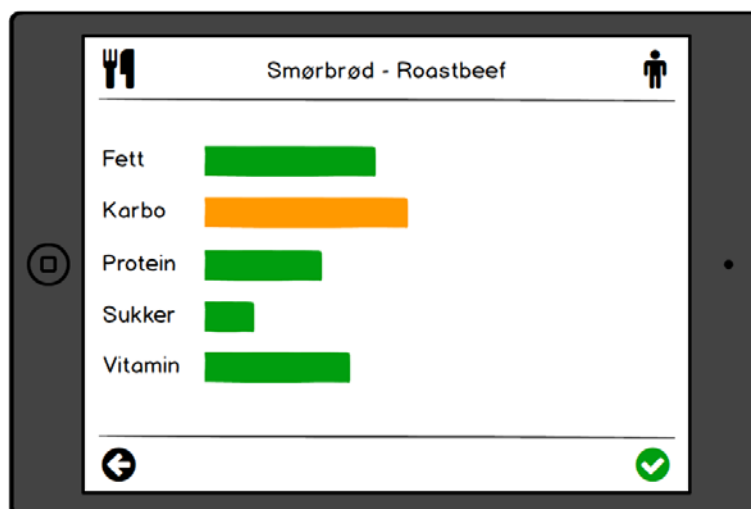 Smørbrød - Roastbeef
Fett
Karbo
Protein
Sukker
Vitamin